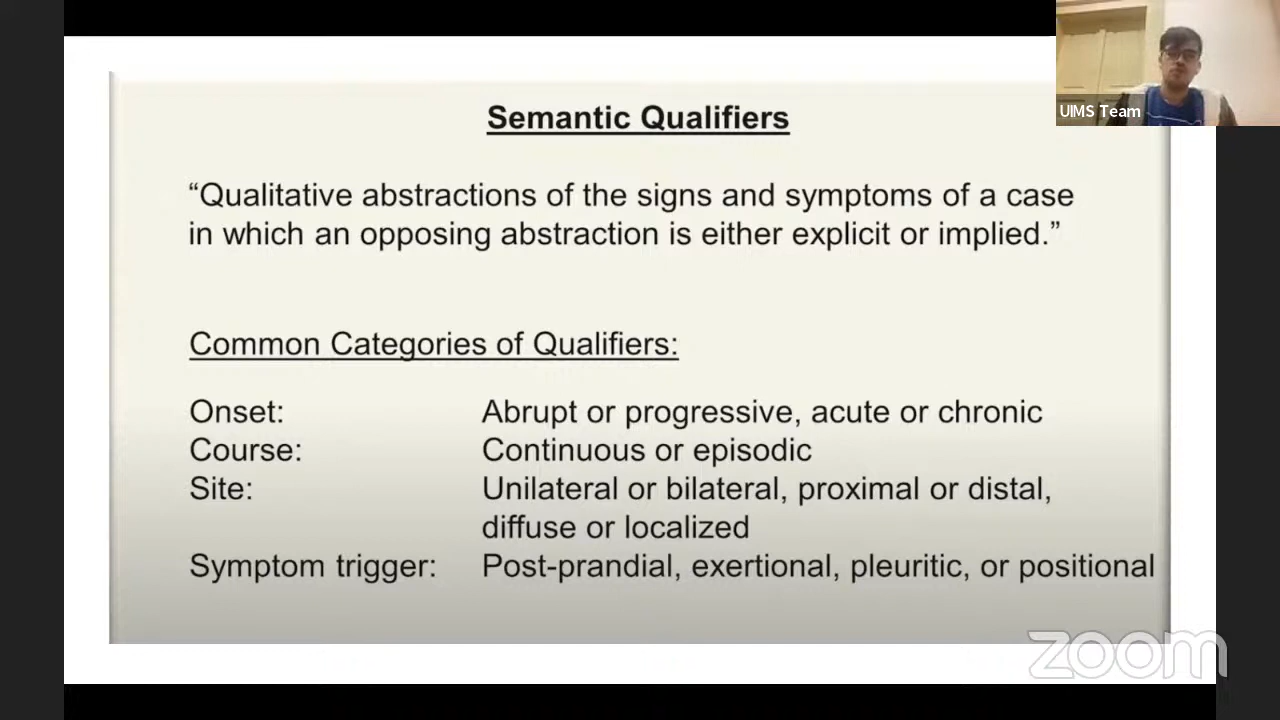 Semantic Qualifiers
“Qualitative abstractions of the signs and symptoms of a case
in which an opposing abstraction is either explicit or implied.”
Common Categories of Qualifiers:
Onset: Abrupt or progressive, acute or chronic
Course: Continuous or episodic
Site: Unilateral or bilateral, proximal or distal,
diffuse or localized
Symptom trigger: Post-prandial, exertional, pleuritic, or positional
UIMS Team
zoom